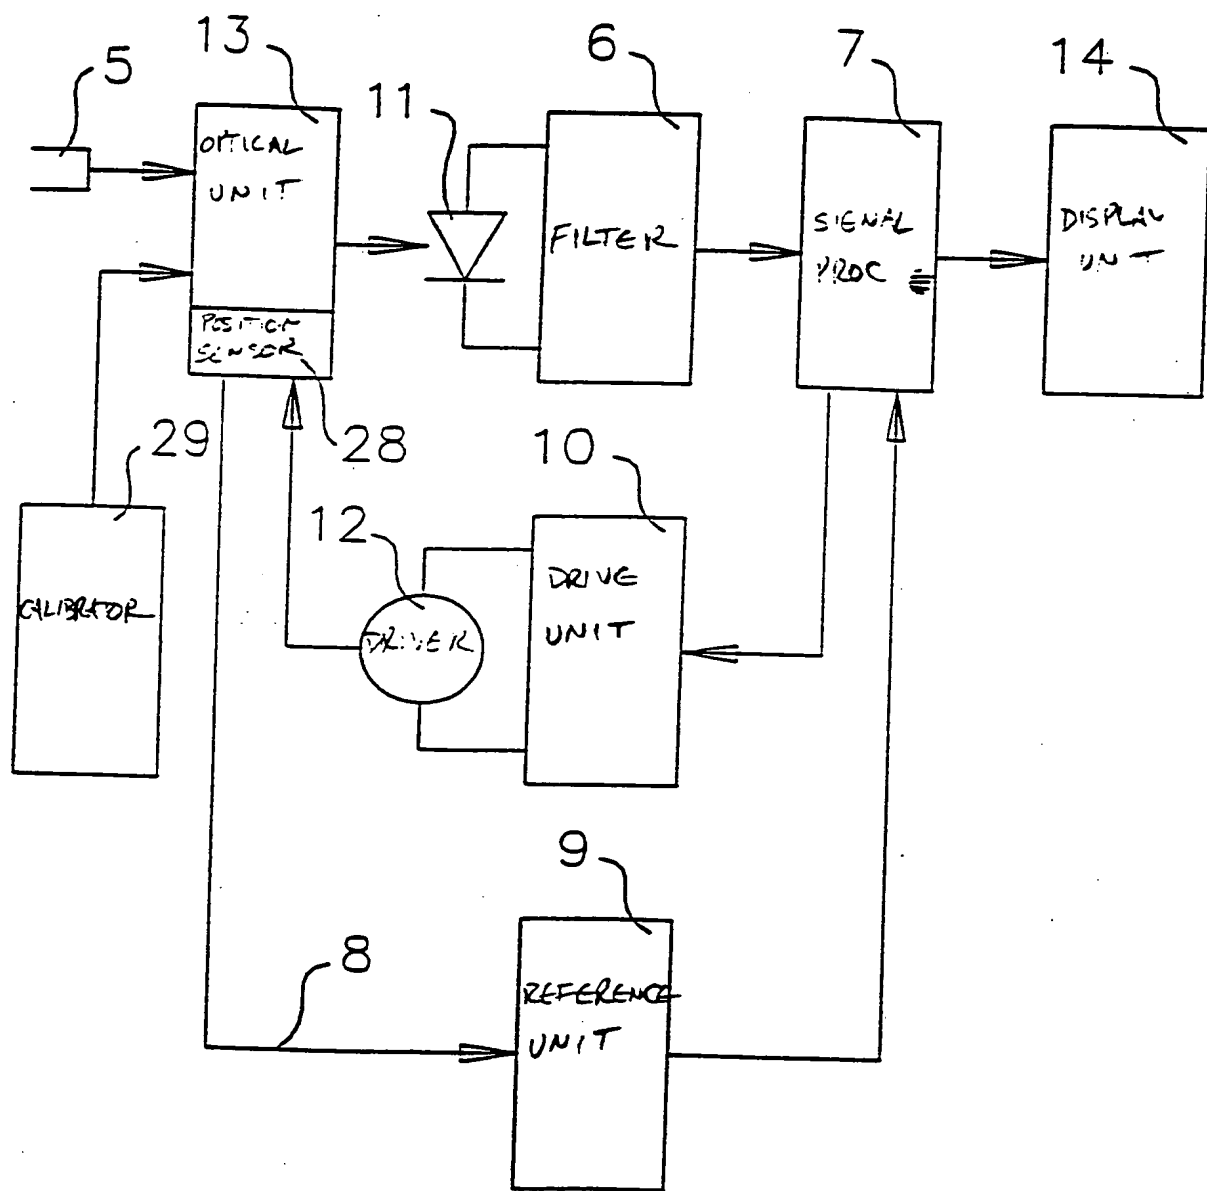 13
6
7
14
5
11
OPTICAL
UNIT
FILTER
SIGNAL
PROC
DISPLAY
UNIT
POSITION
SENSOR
29
28
10
12
CALIBRATOR
DRIVER
DRIVE
UNIT
9
8
REFERENCE
UNIT